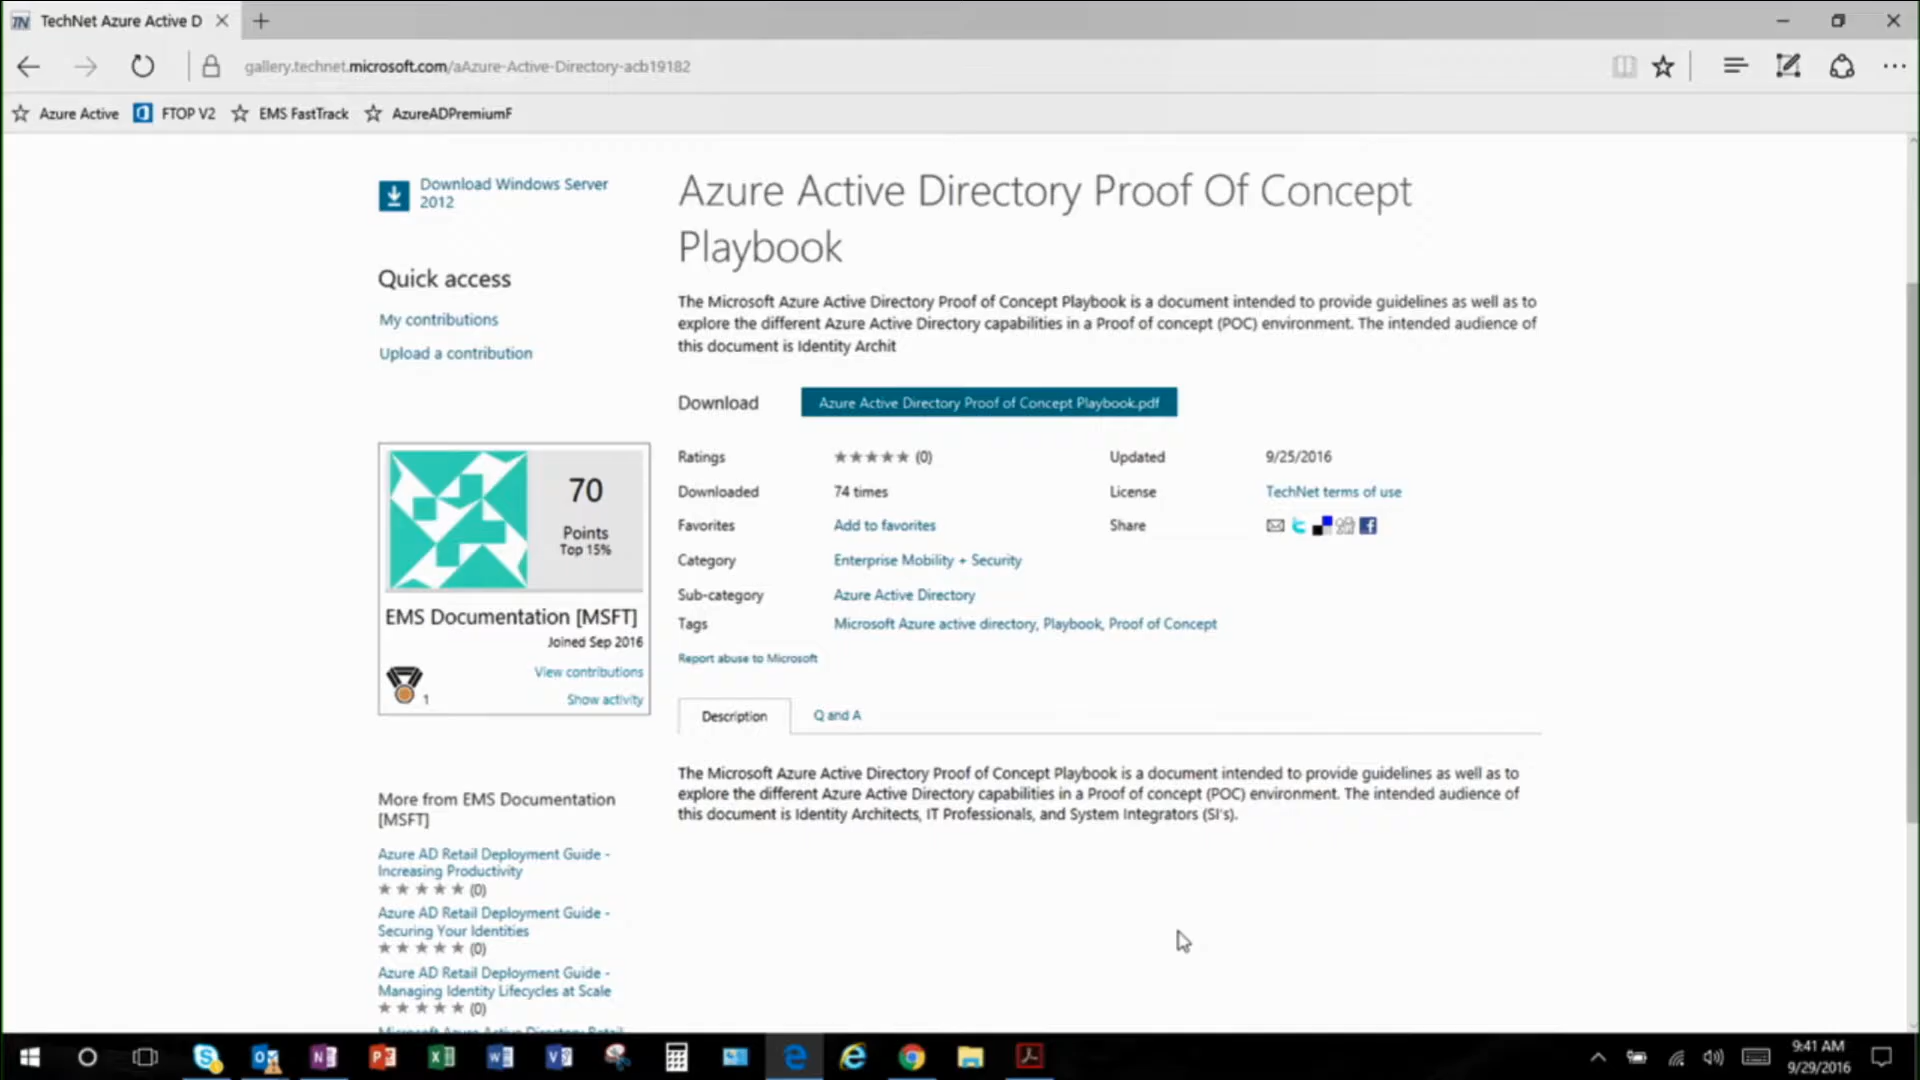 TechNet Azure Active D
gallery.technet.microsoft.com/aAzure-Active-Directory-acb19182
Azure Active
FTOP V2
EMS FastTrack
AzureADPremiumF
Download Windows Server
2012
Quick access
My contributions
Upload a contribution
70
Points
Top 15%
EMS Documentation [MSFT]
Joined Sep 2016
View contributions
1
Show activity
More from EMS Documentation
[MSFT]
Azure AD Retail Deployment Guide -
Increasing Productivity
(0)
Azure AD Retail Deployment Guide -
Securing Your Identities
(0)
Azure AD Retail Deployment Guide -
Managing Identity Lifecycles at Scale
(0)
Microsoft Azure Active Directory Retail
Azure Active Directory Proof Of Concept
Playbook
The Microsoft Azure Active Directory Proof of Concept Playbook is a document intended to provide guidelines as well as to
explore the different Azure Active Directory capabilities in a Proof of concept (POC) environment. The intended audience of
this document is Identity Archit
Download
Azure Active Directory Proof of Concept Playbook.pdf
Ratings
(0)
Updated
9/25/2016
Downloaded
74 times
License
TechNet terms of use
Favorites
Add to favorites
Share
Category
Enterprise Mobility + Security
Sub-category
Azure Active Directory
Tags
Microsoft Azure active directory, Playbook, Proof of Concept
Report abuse to Microsoft
Description
Q and A
The Microsoft Azure Active Directory Proof of Concept Playbook is a document intended to provide guidelines as well as to
explore the different Azure Active Directory capabilities in a Proof of concept (POC) environment. The intended audience of
this document is Identity Architects, IT Professionals, and System Integrators (SI's).
9:41 AM
9/29/2016